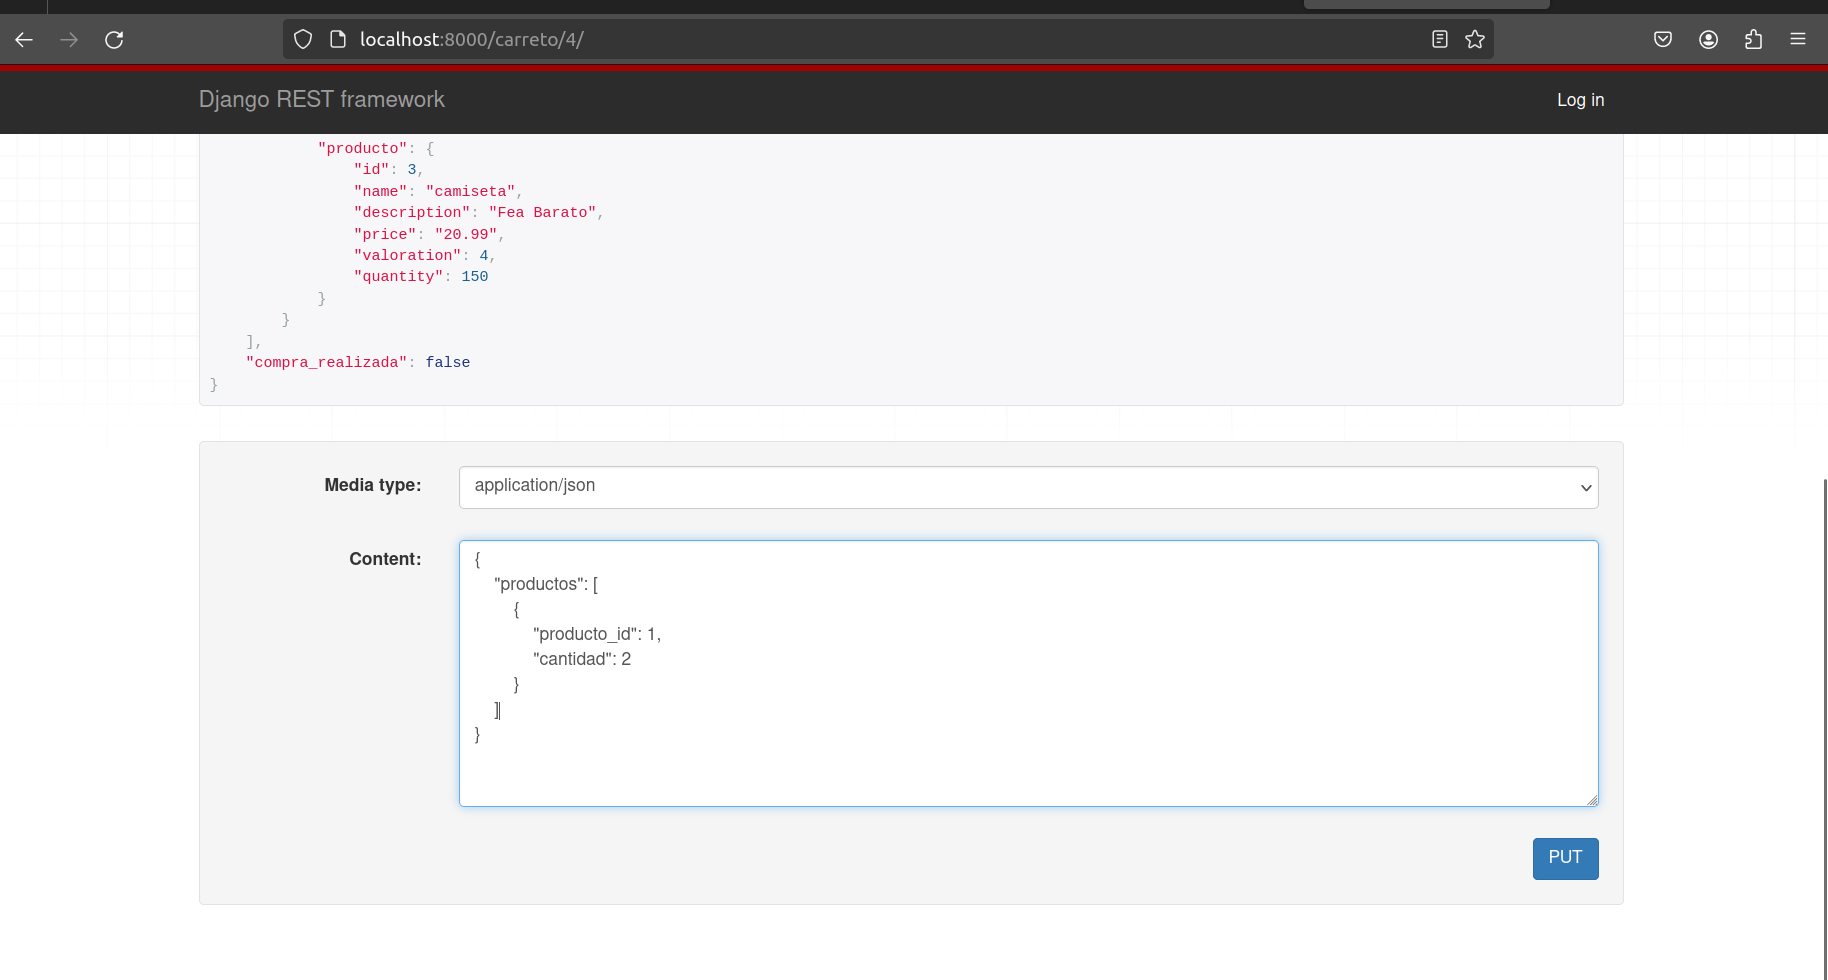 localhost:8000/carreto/4/
Django REST framework
Log in
"producto": {
"id": 3,
"name": "camiseta",
"description": "Fea Barato",
"price": "20.99",
"valoration": 4,
"quantity": 150
}
}
],
"compra_realizada": false
}
Media type:
application/json
Content:
{
"productos": [
{
"producto_id": 1,
"cantidad": 2
}
]
}
PUT